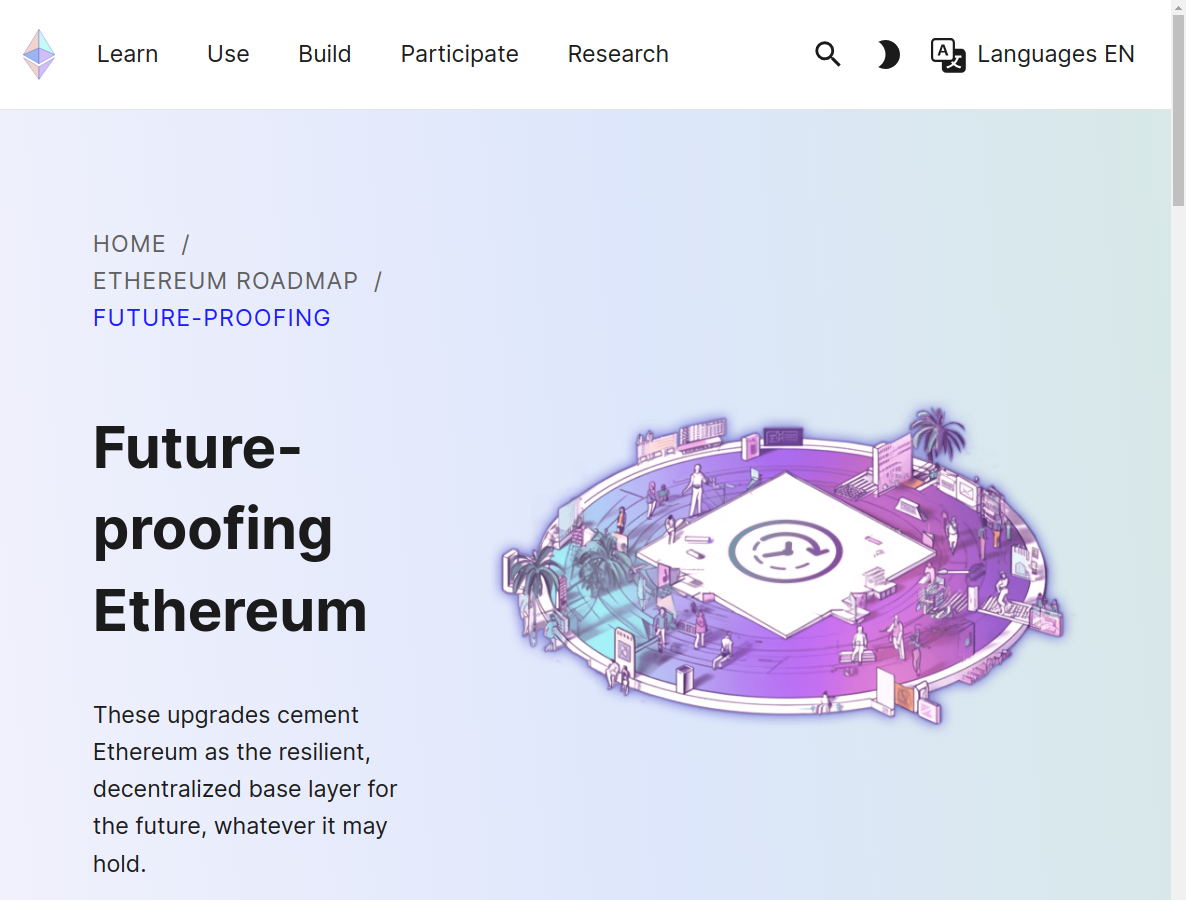 Learn Use Build Participate Research Languages EN
HOME /
ETHEREUM ROADMAP /
FUTURE-PROOFING
Future-
proofing
Ethereum
These upgrades cement
Ethereum as the resilient,
decentralized base layer for
the future, whatever it may
hold.